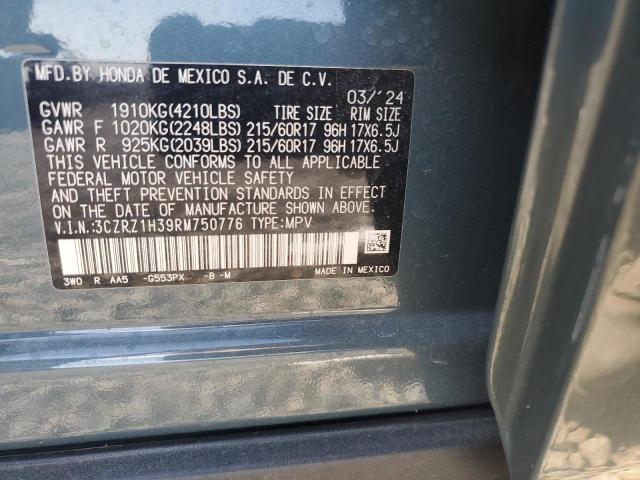 MFD.BY HONDA DE MEXICO S.A. DE C.V.
03/'24
GVWR 1910KG(4210LBS) TIRE SIZE RIM SIZE
GAWR F 1020KG(2248LBS) 215/60R17 96H 17X6.5J
GAWR R 925KG(2039LBS) 215/60R17 96H 17X6.5J
THIS VEHICLE CONFORMS TO ALL APPLICABLE
FEDERAL MOTOR VEHICLE SAFETY
AND THEFT PREVENTION STANDARDS IN EFFECT
ON THE DATE OF MANUFACTURE SHOWN ABOVE.
V.I.N.:3CZRZ1H39RM750776 TYPE:MPV
3W0 R AA5 -G553PX -B -M
MADE IN MEXICO